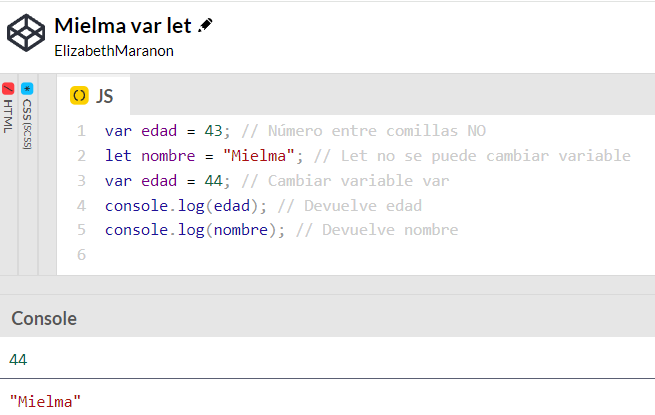 Mielma var let
ElizabethMaranon
HTML
CSS (SCSS)
JS
1 var edad = 43; // Número entre comillas NO
2 let nombre = "Mielma"; // Let no se puede cambiar variable
3 var edad = 44; // Cambiar variable var
4 console.log(edad); // Devuelve edad
5 console.log(nombre); // Devuelve nombre
6
Console
44
"Mielma"